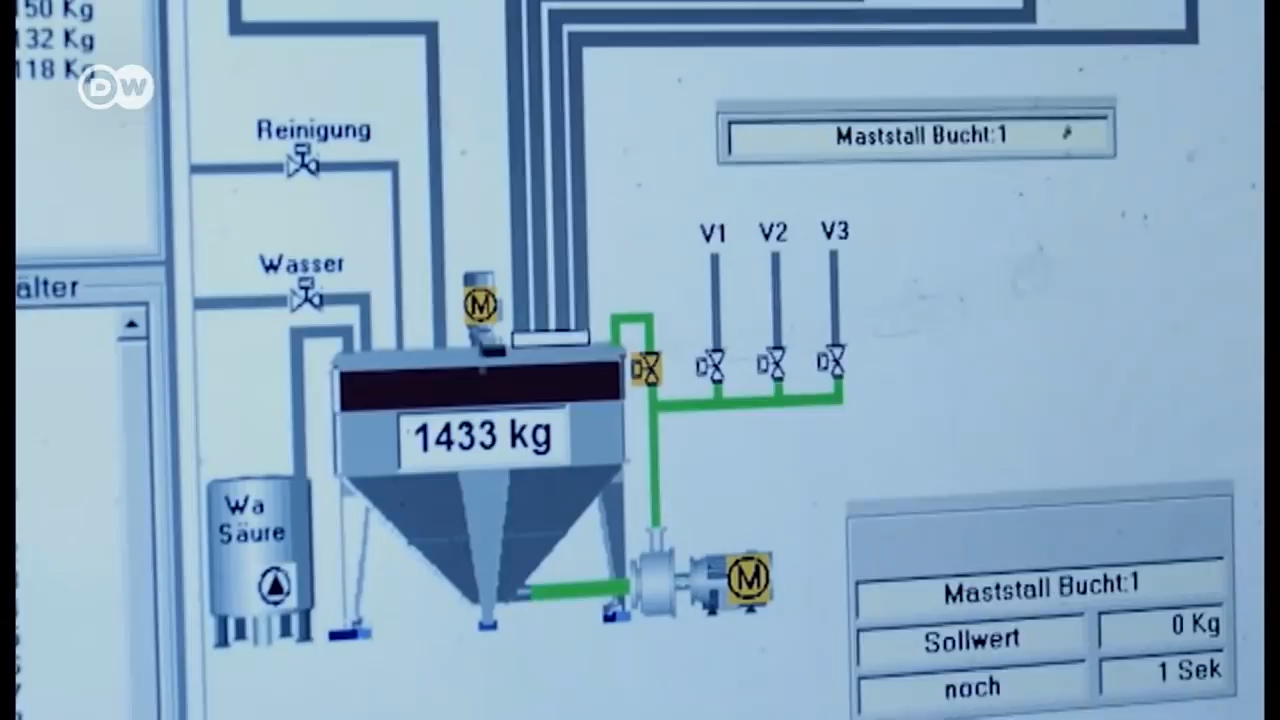 150 Kg
132 Kg
118 Kg
DW
Reinigung
Maststall Bucht:1
V1 V2 V3
Wasser
älter
M
D D D D
1433 kg
Wa
Säure
M
Maststall Bucht:1
Sollwert 0 Kg
noch 1 Sek